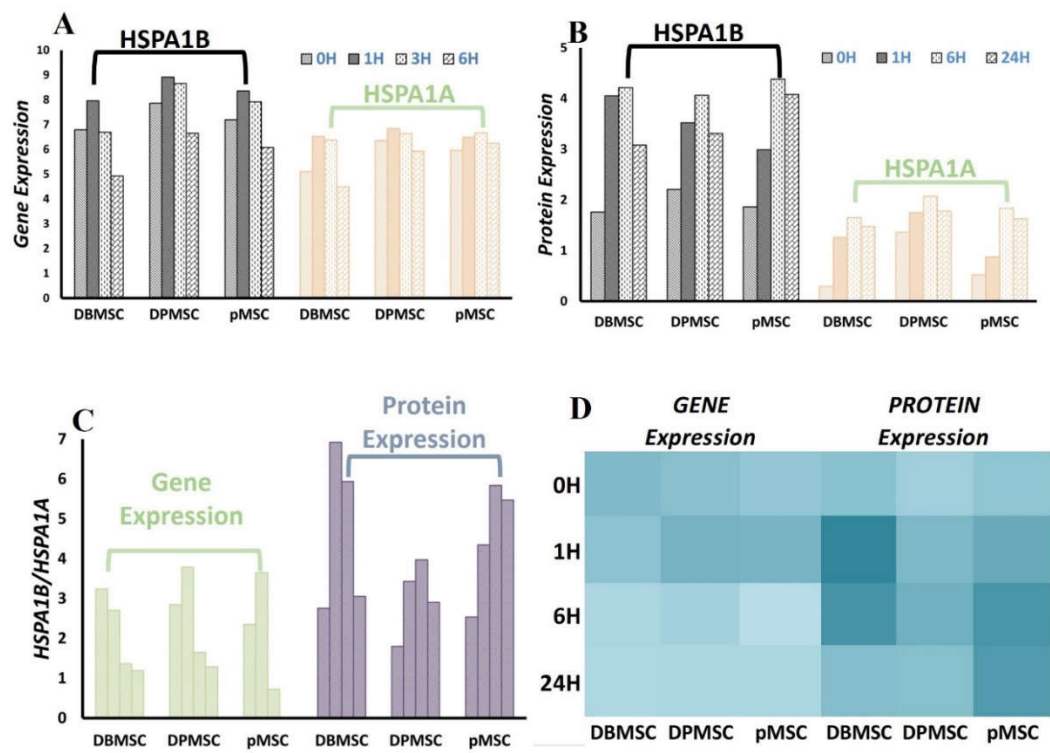 A
HSPA1B
0H 1H 3H 6H
HSPA1A
Gene Expression
10
9
8
7
6
5
4
3
2
1
0
DBMSC DPMSC pMSC DBMSC DPMSC pMSC
B
HSPA1B
0H 1H 6H 24H
HSPA1A
Protein Expression
5
4
3
2
1
0
DBMSC DPMSC pMSC DBMSC DPMSC pMSC
C
Protein
Expression
Gene
Expression
HSPA1B/HSPA1A
7
6
5
4
3
2
1
0
DBMSC DPMSC pMSC DBMSC DPMSC pMSC
D
GENE PROTEIN
Expression Expression
0H
1H
6H
24H
DBMSC DPMSC pMSC DBMSC DPMSC pMSC